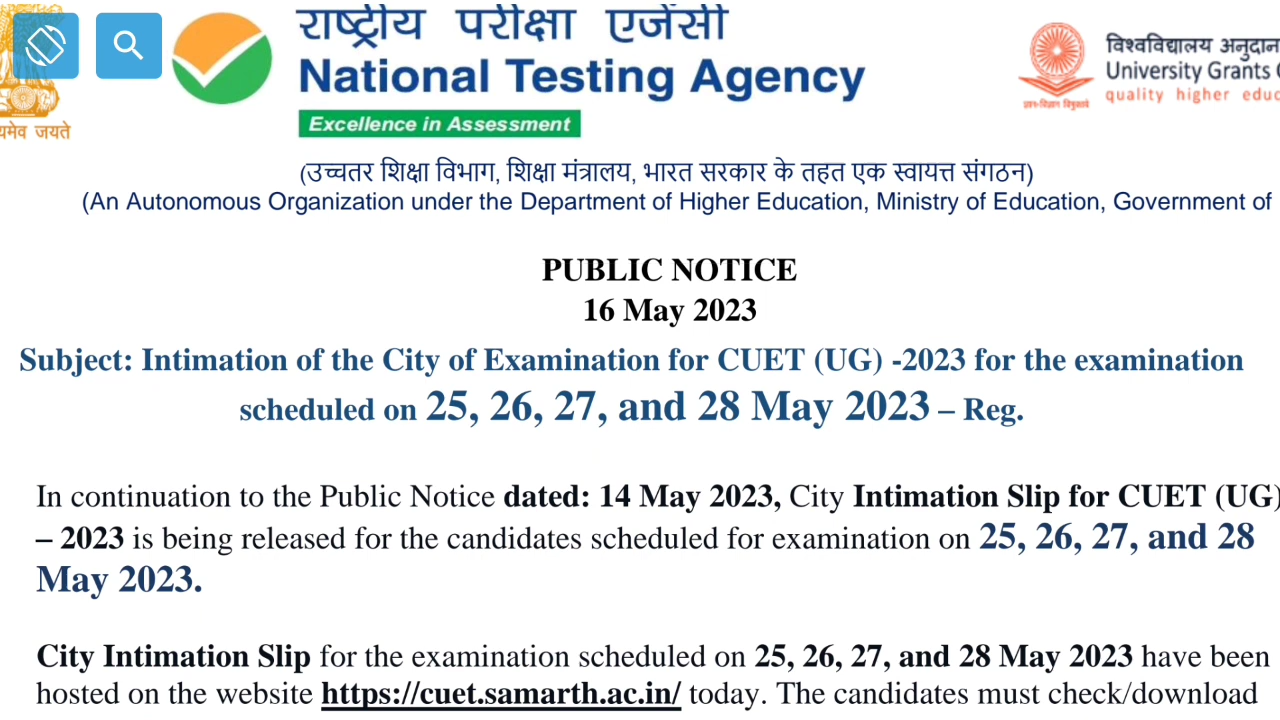 राष्ट्रीय परीक्षा एजेंसी
National Testing Agency
Excellence in Assessment
विश्वविद्यालय अनुदान
University Grants
quality higher
ज्ञान-विज्ञान विमुक्तये
जयते
(उच्चतर शिक्षा विभाग, शिक्षा मंत्रालय, भारत सरकार के तहत एक स्वायत्त संगठन)
(An Autonomous Organization under the Department of Higher Education, Ministry of Education, Government of
PUBLIC NOTICE
16 May 2023
Subject: Intimation of the City of Examination for CUET (UG) -2023 for the examination
scheduled on 25, 26, 27, and 28 May 2023 – Reg.
In continuation to the Public Notice dated: 14 May 2023, City Intimation Slip for CUET (UG)
– 2023 is being released for the candidates scheduled for examination on 25, 26, 27, and 28
May 2023.
City Intimation Slip for the examination scheduled on 25, 26, 27, and 28 May 2023 have been
hosted on the website https://cuet.samarth.ac.in/ today. The candidates must check/download